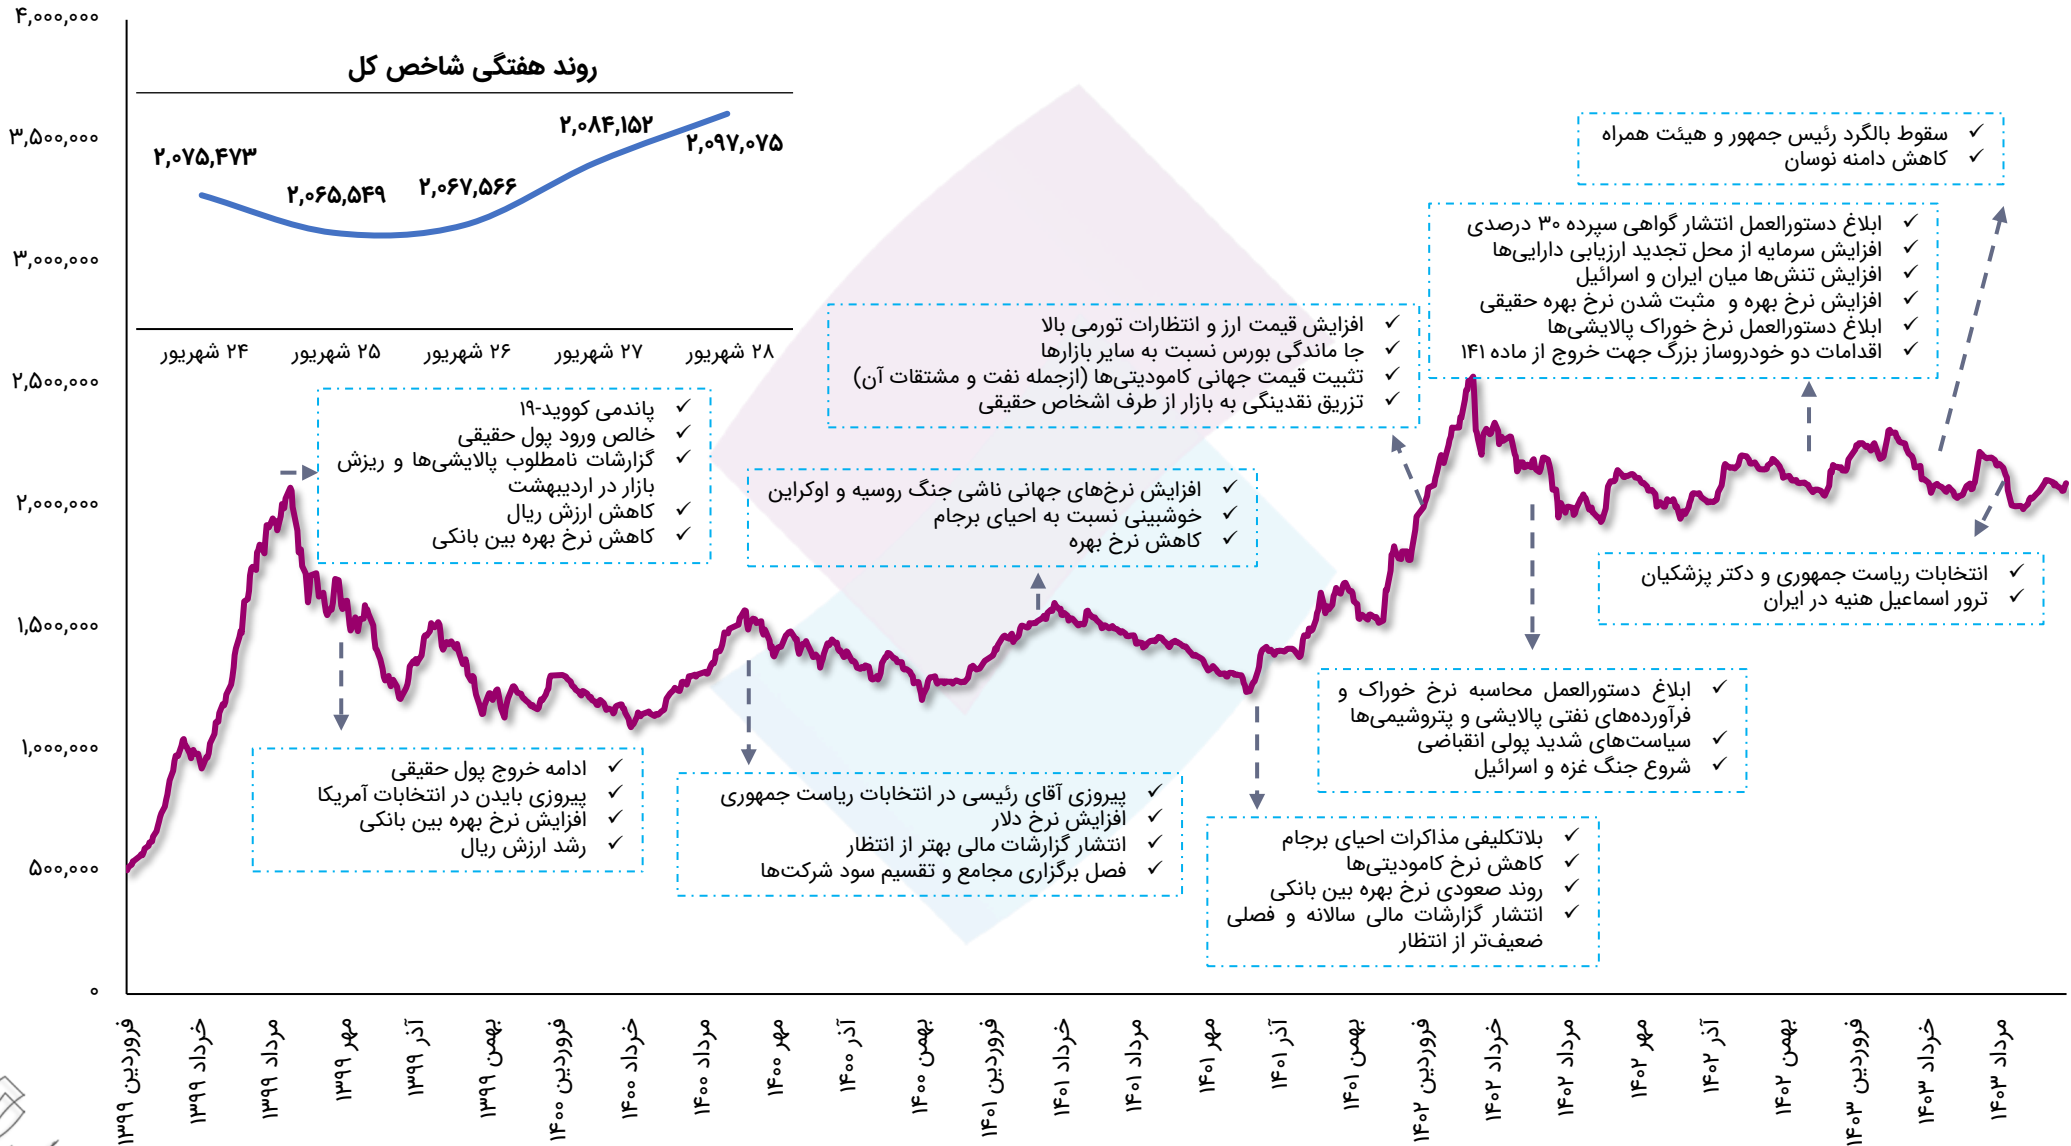 ۴,۰۰۰,۰۰۰
۳,۵۰۰,۰۰۰
۳,۰۰۰,۰۰۰
۲,۵۰۰,۰۰۰
۲,۰۰۰,۰۰۰
۱,۵۰۰,۰۰۰
۱,۰۰۰,۰۰۰
۵۰۰,۰۰۰
۰
روند هفتگی شاخص کل
۲,۰۷۵,۴۷۳
۲,۰۶۵,۵۴۹
۲,۰۶۷,۵۶۶
۲,۰۸۴,۱۵۲
۲,۰۹۷,۰۷۵
۲۴ شهریور
۲۵ شهریور
۲۶ شهریور
۲۷ شهریور
۲۸ شهریور
✓ سقوط بالگرد رئیس جمهور و هیئت همراه
✓ کاهش دامنه نوسان
✓ ابلاغ دستورالعمل انتشار گواهی سپرده ۳۰ درصدی
✓ افزایش سرمایه از محل تجدید ارزیابی دارایی‌ها
✓ افزایش تنش‌ها میان ایران و اسرائیل
✓ افزایش نرخ بهره و مثبت شدن نرخ بهره حقیقی
✓ ابلاغ دستورالعمل نرخ خوراک پالایشی‌ها
✓ اقدامات دو خودروساز بزرگ جهت خروج از ماده ۱۴۱
✓ افزایش قیمت ارز و انتظارات تورمی بالا
✓ جا ماندگی بورس نسبت به سایر بازارها
✓ تثبیت قیمت جهانی کامودیتی‌ها (ازجمله نفت و مشتقات آن)
✓ تزریق نقدینگی به بازار از طرف اشخاص حقیقی
✓ پاندمی کووید-۱۹
✓ خالص ورود پول حقیقی
✓ گزارشات نامطلوب پالایشی‌ها و ریزش
بازار در اردیبهشت
✓ کاهش ارزش ریال
✓ کاهش نرخ بهره بین بانکی
✓ افزایش نرخ‌های جهانی ناشی جنگ روسیه و اوکراین
✓ خوشبینی نسبت به احیای برجام
✓ کاهش نرخ بهره
✓ انتخابات ریاست جمهوری و دکتر پزشکیان
✓ ترور اسماعیل هنیه در ایران
✓ ابلاغ دستورالعمل محاسبه نرخ خوراک و
فرآورده‌های نفتی پالایشی و پتروشیمی‌ها
✓ سیاست‌های شدید پولی انقباضی
✓ شروع جنگ غزه و اسرائیل
✓ ادامه خروج پول حقیقی
✓ پیروزی بایدن در انتخابات آمریکا
✓ افزایش نرخ بهره بین بانکی
✓ رشد ارزش ریال
✓ پیروزی آقای رئیسی در انتخابات ریاست جمهوری
✓ افزایش نرخ دلار
✓ انتشار گزارشات مالی بهتر از انتظار
✓ فصل برگزاری مجامع و تقسیم سود شرکت‌ها
✓ بلاتکلیفی مذاکرات احیای برجام
✓ کاهش نرخ کامودیتی‌ها
✓ روند صعودی نرخ بهره بین بانکی
✓ انتشار گزارشات مالی سالانه و فصلی
ضعیف‌تر از انتظار
فروردین ۱۳۹۹
خرداد ۱۳۹۹
مرداد ۱۳۹۹
مهر ۱۳۹۹
آذر ۱۳۹۹
بهمن ۱۳۹۹
فروردین ۱۴۰۰
خرداد ۱۴۰۰
مرداد ۱۴۰۰
مهر ۱۴۰۰
آذر ۱۴۰۰
بهمن ۱۴۰۰
فروردین ۱۴۰۱
خرداد ۱۴۰۱
مرداد ۱۴۰۱
مهر ۱۴۰۱
آذر ۱۴۰۱
بهمن ۱۴۰۱
فروردین ۱۴۰۲
خرداد ۱۴۰۲
مرداد ۱۴۰۲
مهر ۱۴۰۲
آذر ۱۴۰۲
بهمن ۱۴۰۲
فروردین ۱۴۰۳
خرداد ۱۴۰۳
مرداد ۱۴۰۳